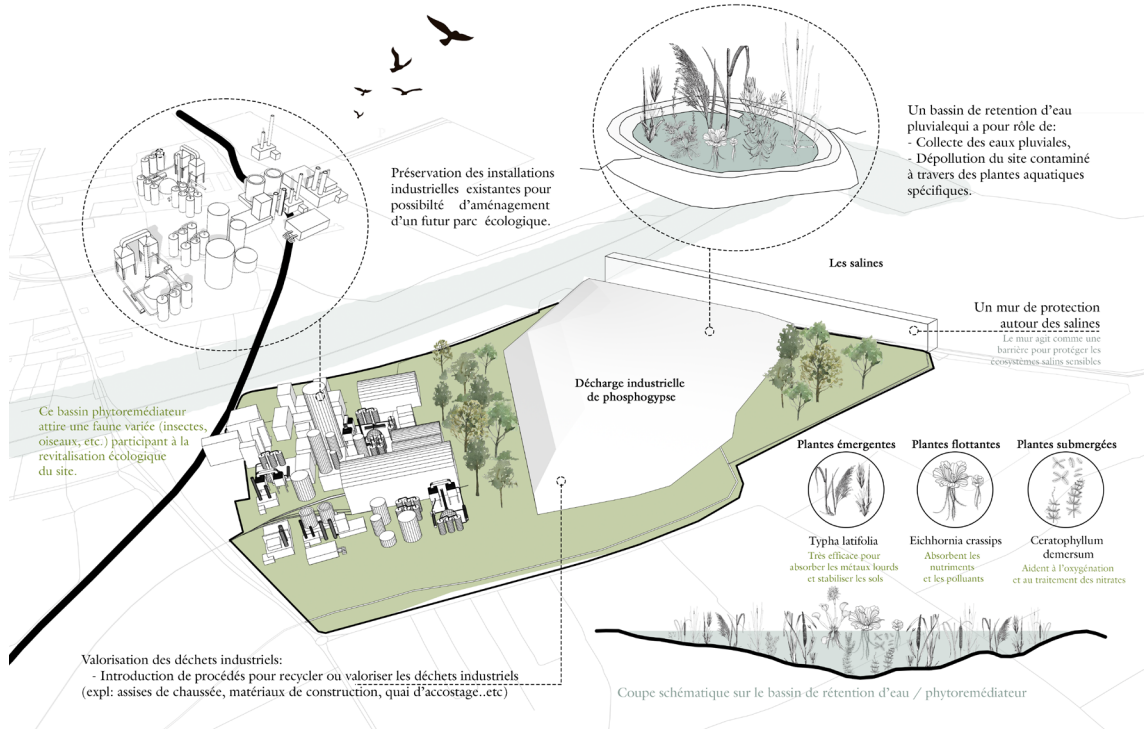 Un bassin de retention d'eau
pluvialequi a pour rôle de:
- Collecte des eaux pluviales,
- Dépollution du site contaminé
à travers des plantes aquatiques
spécifiques.
Préservation des installations
industrielles existantes pour
possibilté d'aménagement
d'un futur parc écologique.
Les salines
Un mur de protection
autour des salines
Le mur agit comme une
barrière pour protéger les
écosystèmes salins sensibles
Décharge industrielle
de phosphogypse
Ce bassin phytoremédiateur
attire une faune variée (insectes,
oiseaux, etc.) participant à la
revitalisation écologique
du site.
Plantes émergentes
Plantes flottantes
Plantes submergées
Typha latifolia
Très efficace pour
absorber les métaux lourds
et stabiliser les sols
Eichhornia crassips
Absorbent les
nutriments
et les polluants
Ceratophyllum
demersum
Aident à l'oxygénation
et au traitement des nitrates
Valorisation des déchets industriels:
- Introduction de procédés pour recycler ou valoriser les déchets industriels
(expl: assises de chaussée, matériaux de construction, quai d'accostage..etc)
Coupe schématique sur le bassin de rétention d'eau / phytoremédiateur